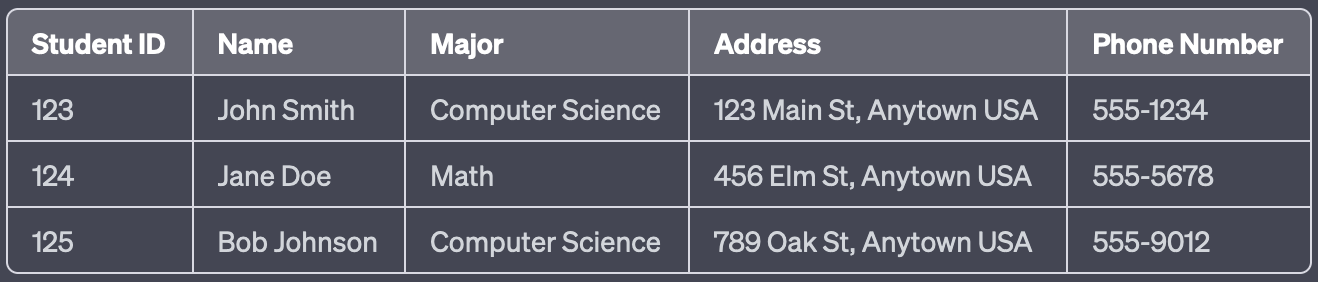 Student ID Name Major Address Phone Number
123 John Smith Computer Science 123 Main St, Anytown USA 555-1234
124 Jane Doe Math 456 Elm St, Anytown USA 555-5678
125 Bob Johnson Computer Science 789 Oak St, Anytown USA 555-9012